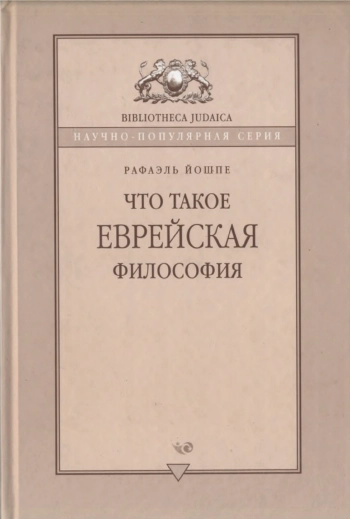 BIBLIOTHECA JUDAICA
НАУЧНО-ПОПУЛЯРНАЯ СЕРИЯ
РАФАЭЛЬ ЙОШПЕ
ЧТО ТАКОЕ
ЕВРЕЙСКАЯ
ФИЛОСОФИЯ